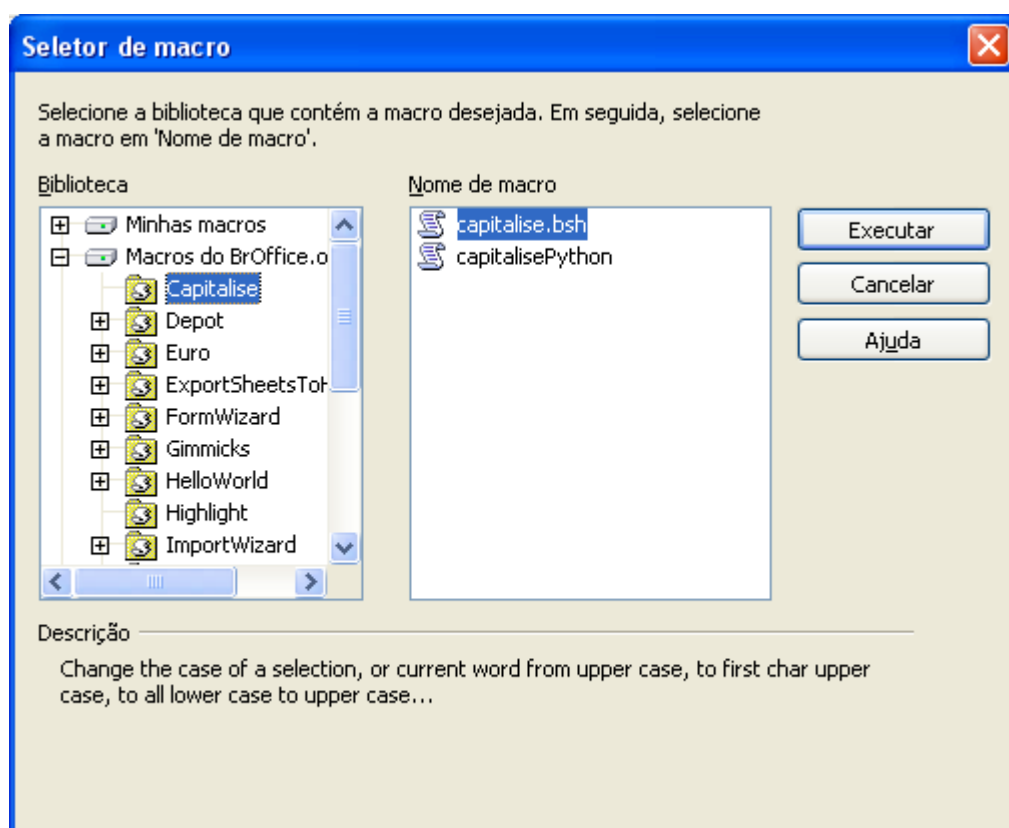 Seletor de macro
Selecione a biblioteca que contém a macro desejada. Em seguida, selecione
a macro em 'Nome de macro'.
Biblioteca
Nome de macro
Minhas macros
Macros do BrOffice.o
Capitalise
Depot
Euro
ExportSheetsToH
FormWizard
Gimmicks
HelloWorld
Highlight
ImportWizard
capitalise.bsh
capitalisePython
Executar
Cancelar
Ajuda
Descrição
Change the case of a selection, or current word from upper case, to first char upper
case, to all lower case to upper case...